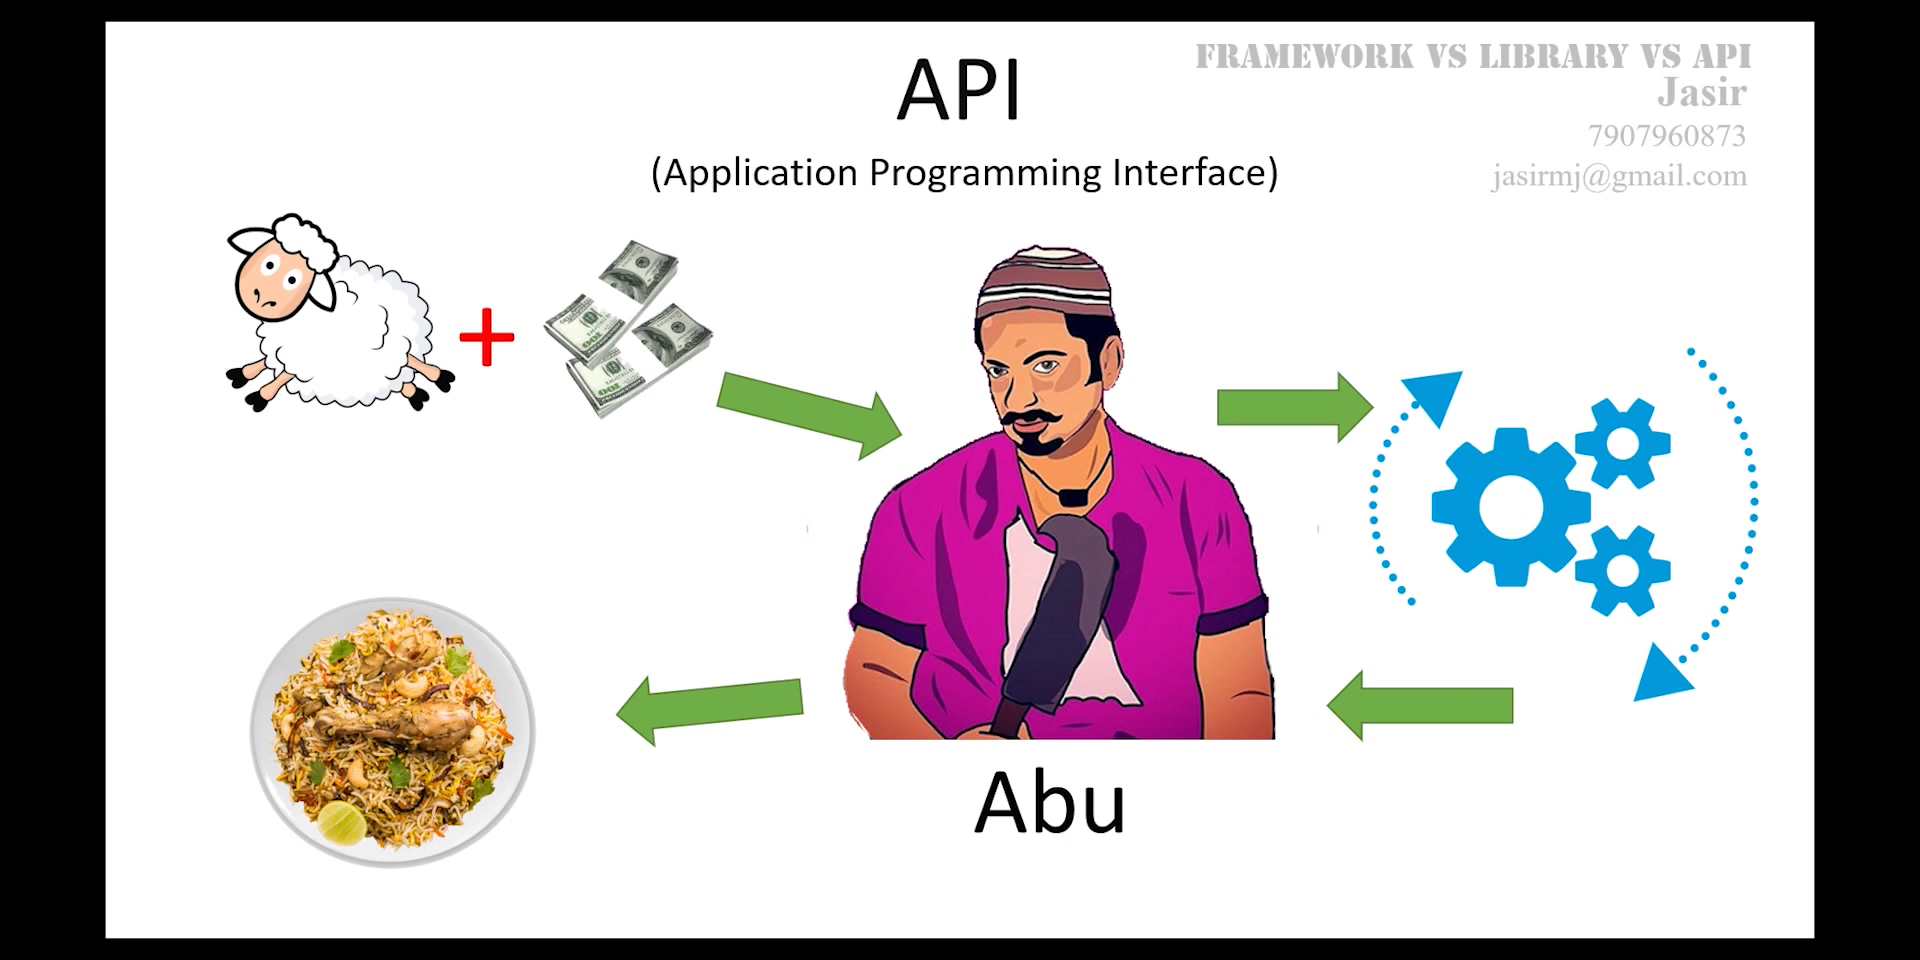 API
(Application Programming Interface)
FRAMEWORK VS LIBRARY VS API
Jasir
7907960873
jasirmj@gmail.com
Abu